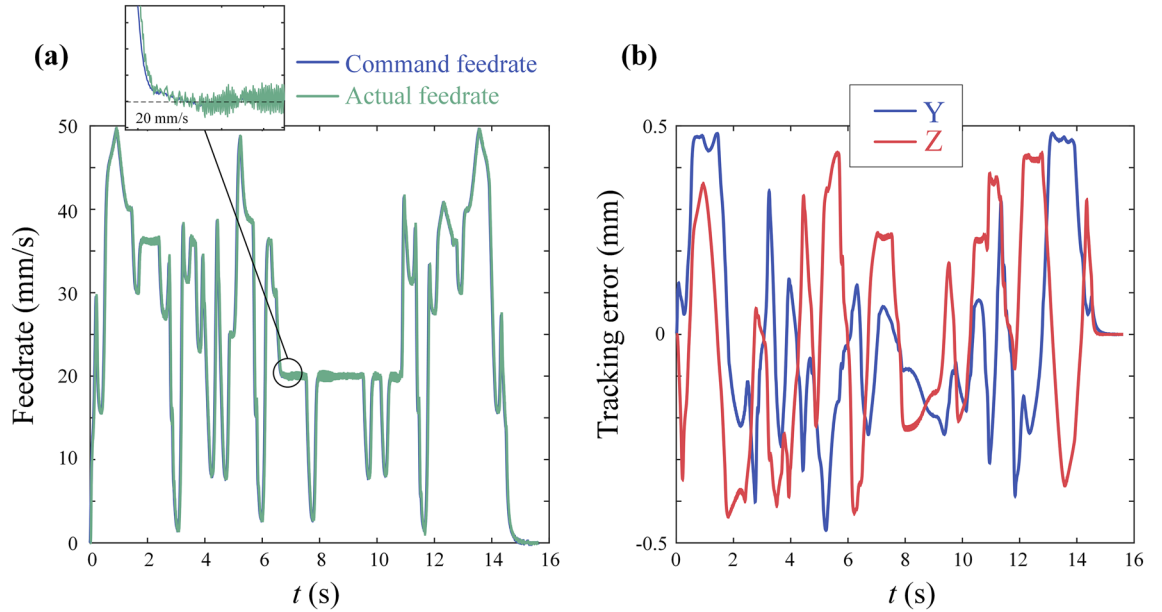 (a)
20 mm/s
Command feedrate
Actual feedrate
50
40
30
20
10
0
Feedrate (mm/s)
0
2
4
6
8
10
12
14
16
t (s)
(b)
Y
Z
0.5
0
-0.5
Tracking error (mm)
0
2
4
6
8
10
12
14
16
t (s)